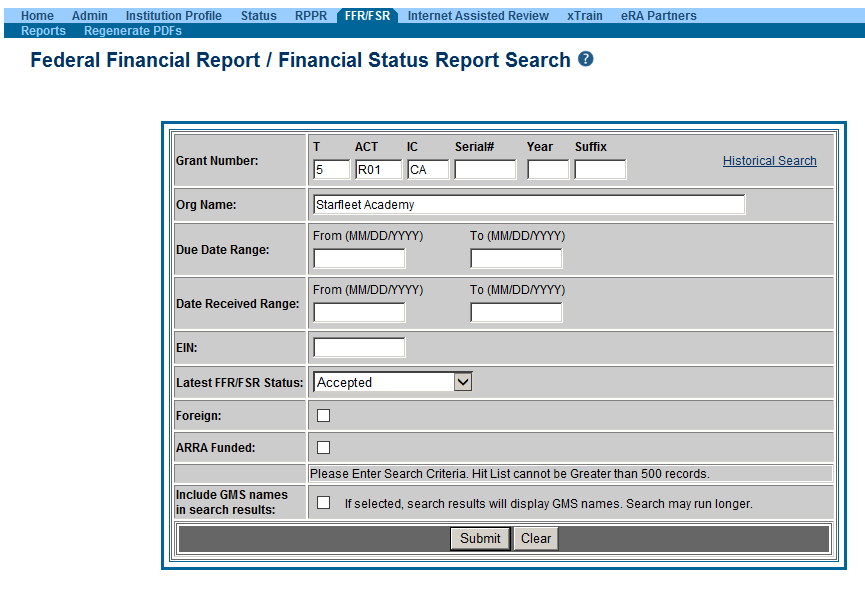 Home Admin Institution Profile Status RPPR FFR/FSR Internet Assisted Review xTrain eRA Partners
Reports Regenerate PDFs
Federal Financial Report / Financial Status Report Search ?
T ACT IC Serial# Year Suffix
Grant Number: 5 R01 CA Historical Search
Org Name: Starfleet Academy
From (MM/DD/YYYY) To (MM/DD/YYYY)
Due Date Range:
From (MM/DD/YYYY) To (MM/DD/YYYY)
Date Received Range:
EIN:
Latest FFR/FSR Status: Accepted
Foreign:
ARRA Funded:
Please Enter Search Criteria. Hit List cannot be Greater than 500 records.
Include GMS names
in search results: If selected, search results will display GMS names. Search may run longer.
Submit Clear